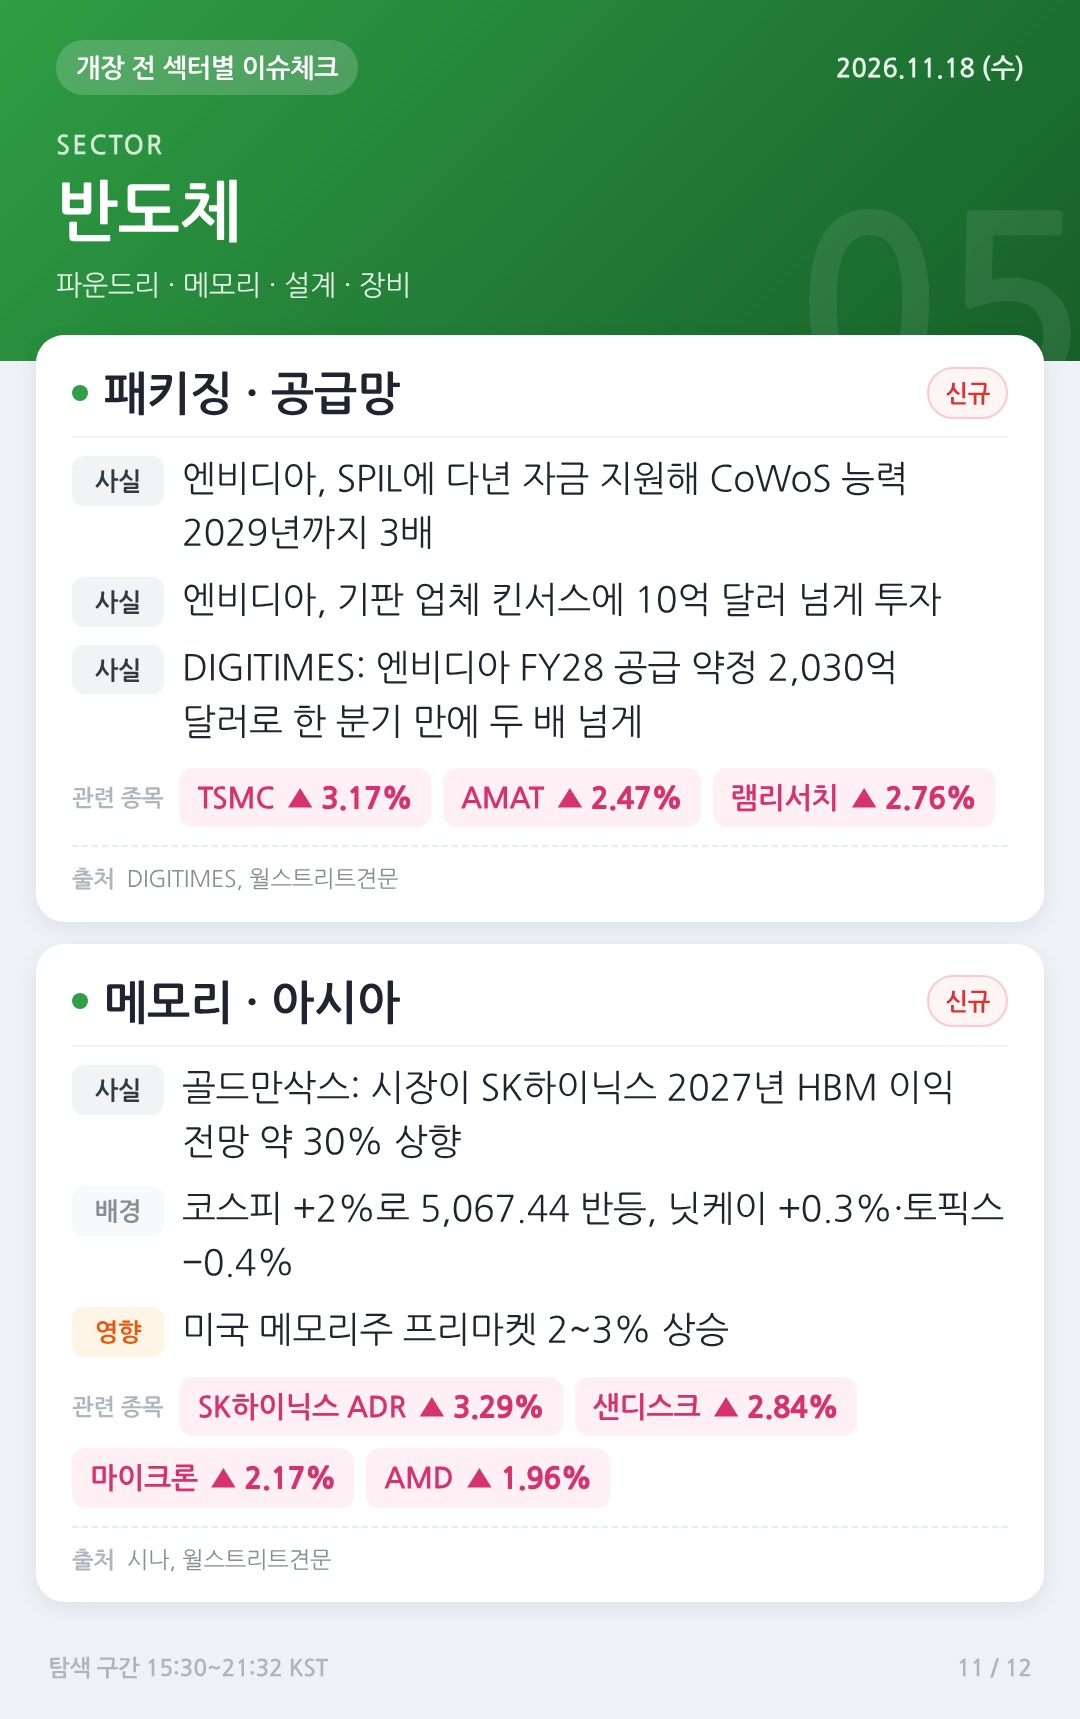 개장 전 섹터별 이슈체크
2026.11.18 (수)
SECTOR
반도체
파운드리 · 메모리 · 설계 · 장비
05
패키징 · 공급망
신규
사실 엔비디아, SPIL에 다년 자금 지원해 CoWoS 능력
2029년까지 3배
사실 엔비디아, 기판 업체 킨서스에 10억 달러 넘게 투자
사실 DIGITIMES: 엔비디아 FY28 공급 약정 2,030억
달러로 한 분기 만에 두 배 넘게
관련 종목 TSMC ▲ 3.17% AMAT ▲ 2.47% 램리서치 ▲ 2.76%
출처 DIGITIMES, 월스트리트견문
메모리 · 아시아
신규
사실 골드만삭스: 시장이 SK하이닉스 2027년 HBM 이익
전망 약 30% 상향
배경 코스피 +2%로 5,067.44 반등, 닛케이 +0.3%·토픽스
−0.4%
영향 미국 메모리주 프리마켓 2~3% 상승
관련 종목 SK하이닉스 ADR ▲ 3.29% 샌디스크 ▲ 2.84%
마이크론 ▲ 2.17% AMD ▲ 1.96%
출처 시나, 월스트리트견문
탐색 구간 15:30~21:32 KST
11 / 12